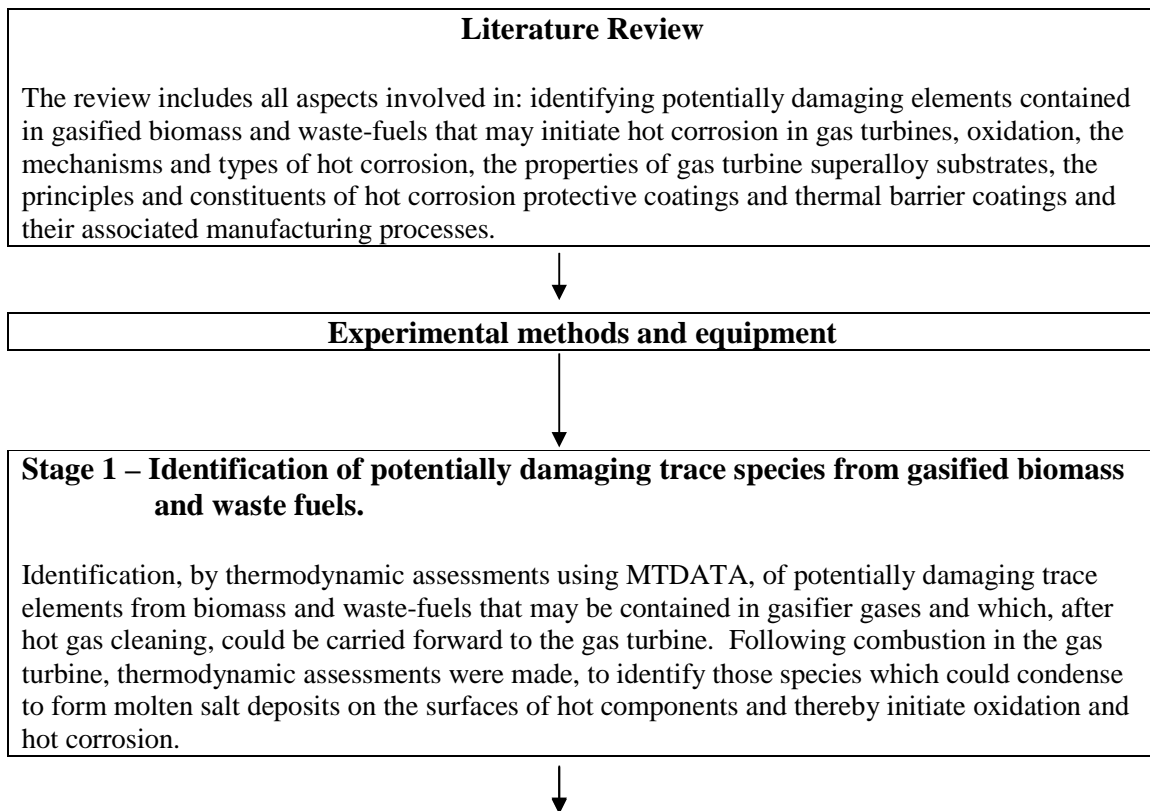 Literature Review
The review includes all aspects involved in: identifying potentially damaging elements contained
in gasified biomass and waste-fuels that may initiate hot corrosion in gas turbines, oxidation, the
mechanisms and types of hot corrosion, the properties of gas turbine superalloy substrates, the
principles and constituents of hot corrosion protective coatings and thermal barrier coatings and
their associated manufacturing processes.
Experimental methods and equipment
Stage 1 – Identification of potentially damaging trace species from gasified biomass
and waste fuels.
Identification, by thermodynamic assessments using MTDATA, of potentially damaging trace
elements from biomass and waste-fuels that may be contained in gasifier gases and which, after
hot gas cleaning, could be carried forward to the gas turbine. Following combustion in the gas
turbine, thermodynamic assessments were made, to identify those species which could condense
to form molten salt deposits on the surfaces of hot components and thereby initiate oxidation and
hot corrosion.